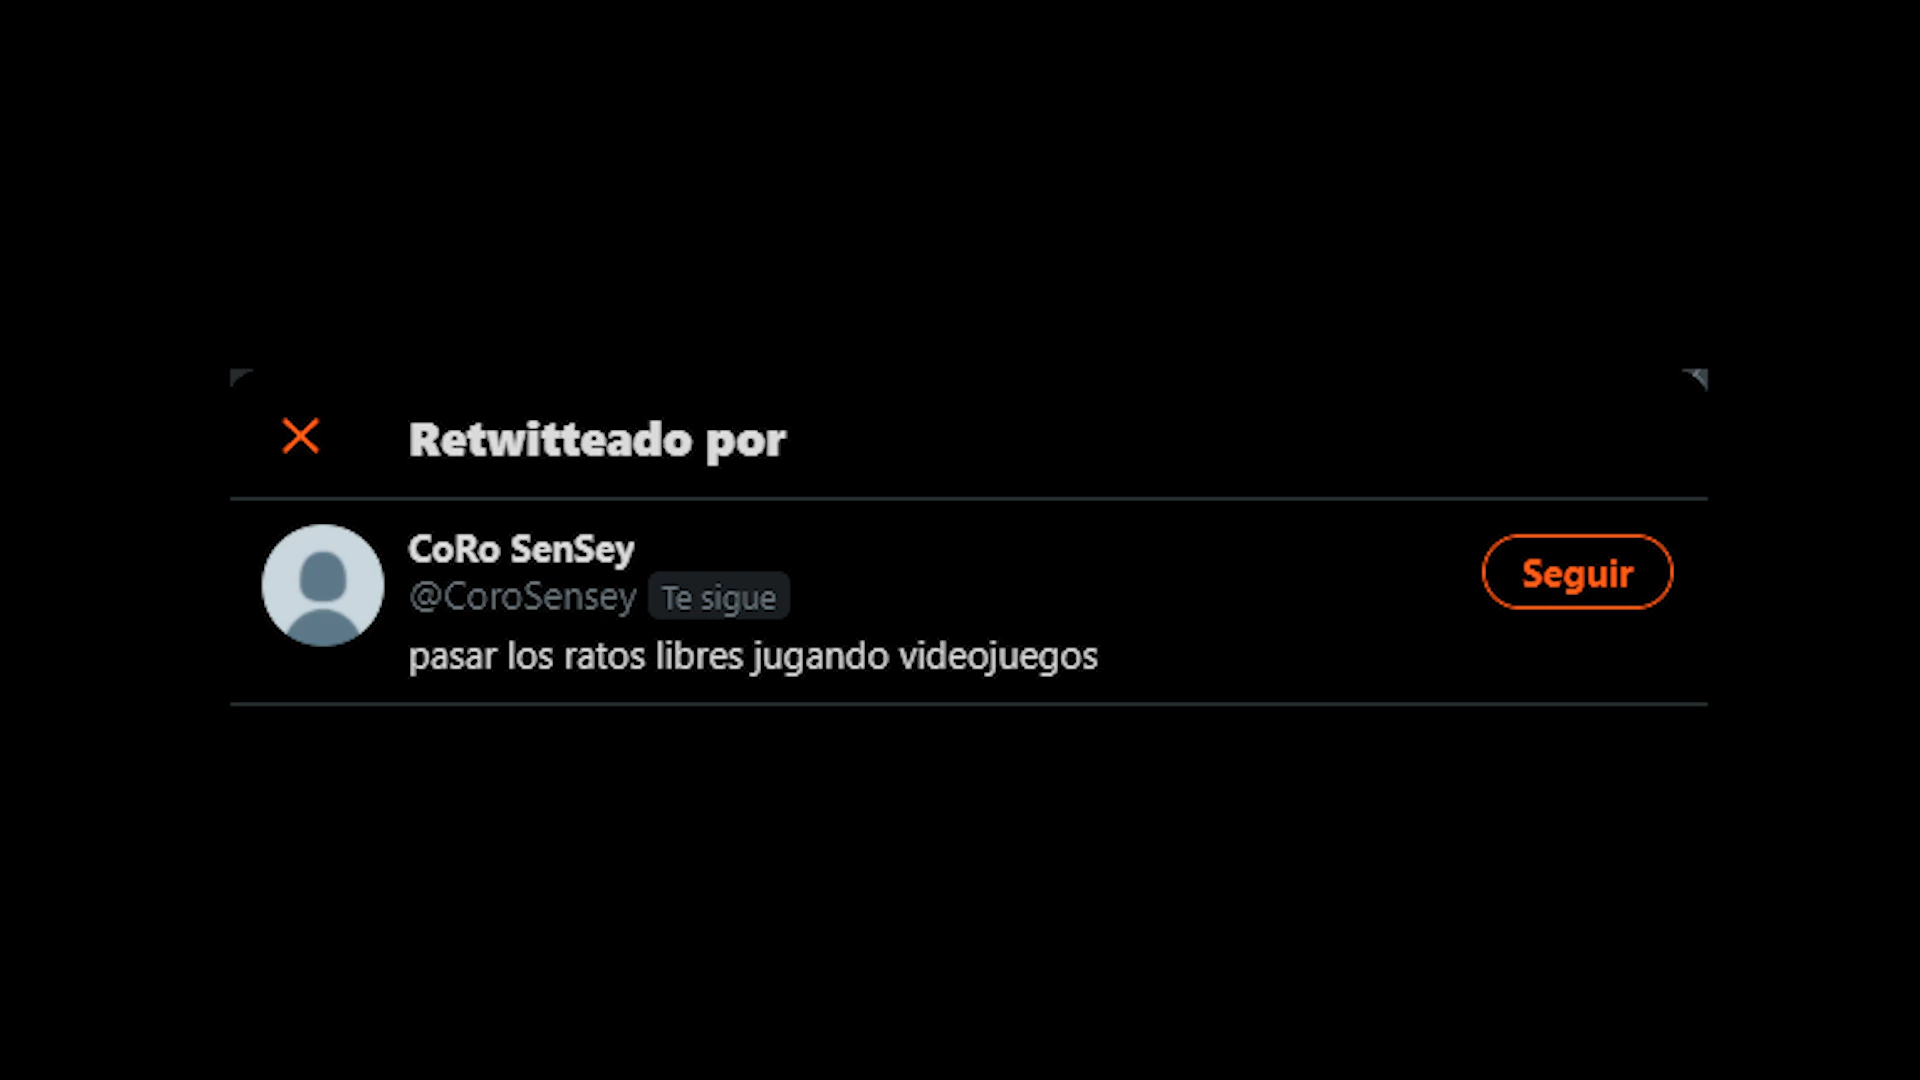 Retwitteado por
CoRo SenSey
Seguir
@CoroSensey Te sigue
pasar los ratos libres jugando videojuegos